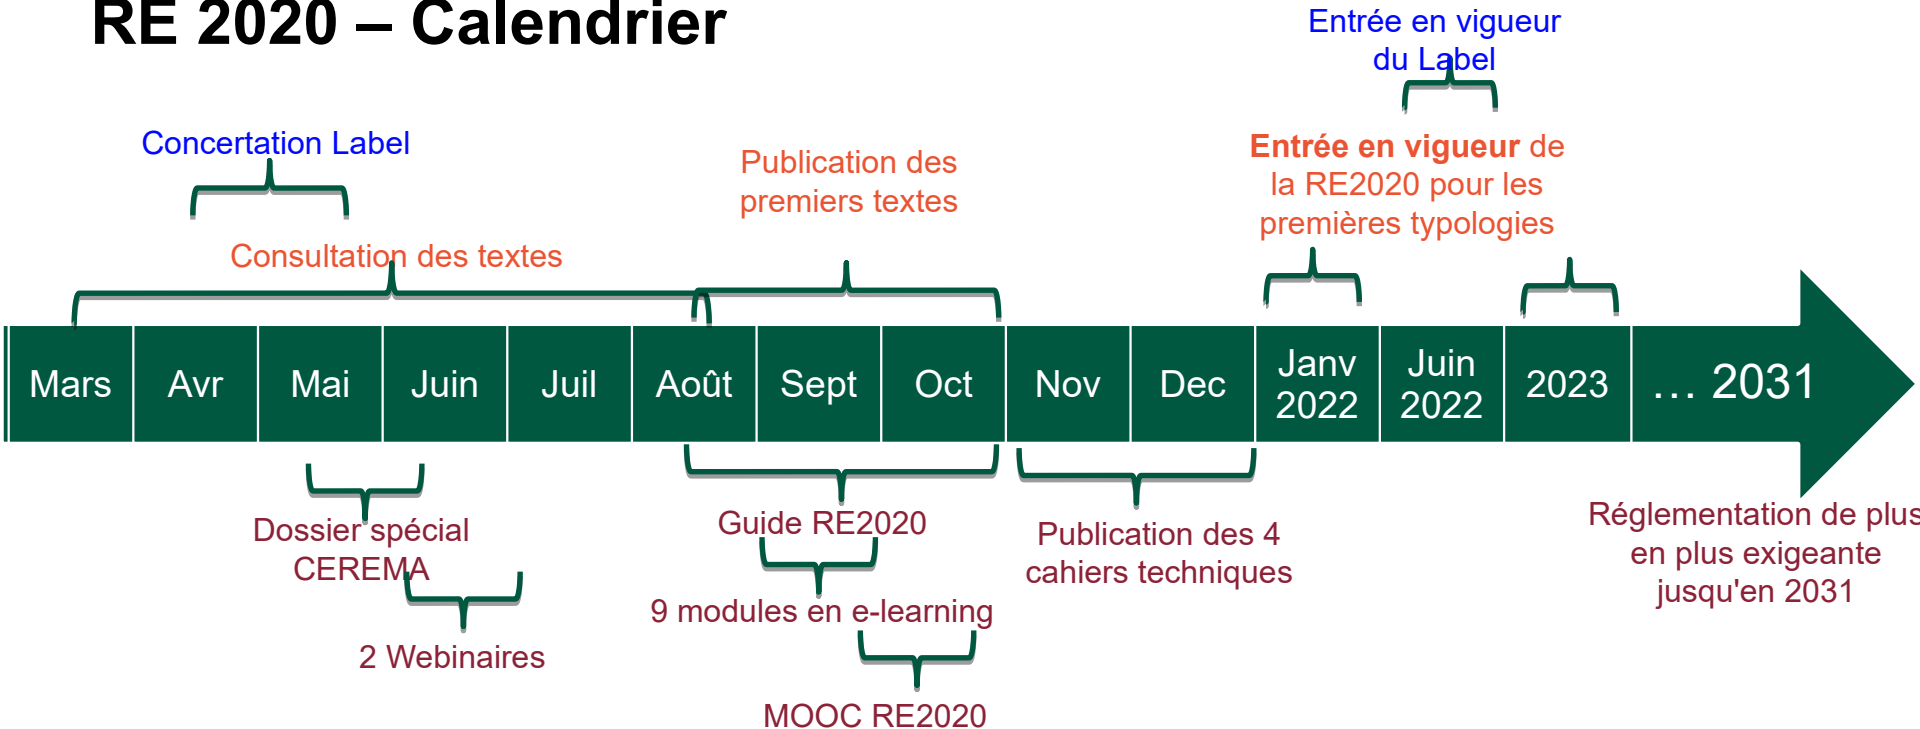 RE 2020 – Calendrier
Entrée en vigueur
du Label
Concertation Label
Publication des
premiers textes
Entrée en vigueur de
la RE2020 pour les
premières typologies
Consultation des textes
Mars
Avr
Mai
Juin
Juil
Août
Sept
Oct
Nov
Dec
Janv
2022
Juin
2022
2023
… 2031
Dossier spécial
CEREMA
2 Webinaires
Guide RE2020
9 modules en e-learning
MOOC RE2020
Publication des 4
cahiers techniques
Réglementation de plus
en plus exigeante
jusqu'en 2031